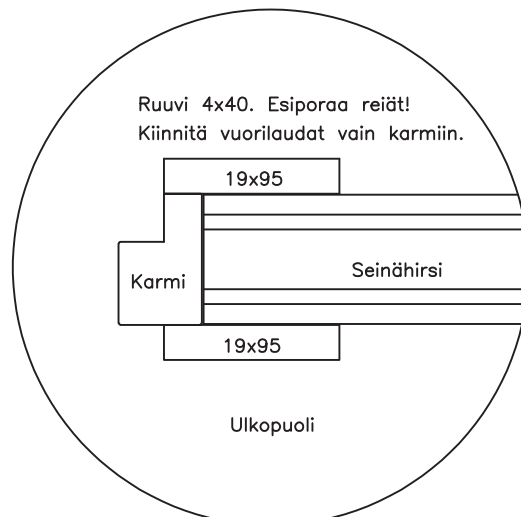 Ruuvi 4x40. Esiporaa reiät!
Kiinnitä vuorilaudat vain karmiin.
19x95
Karmi
Seinähirsi
19x95
Ulkopuoli